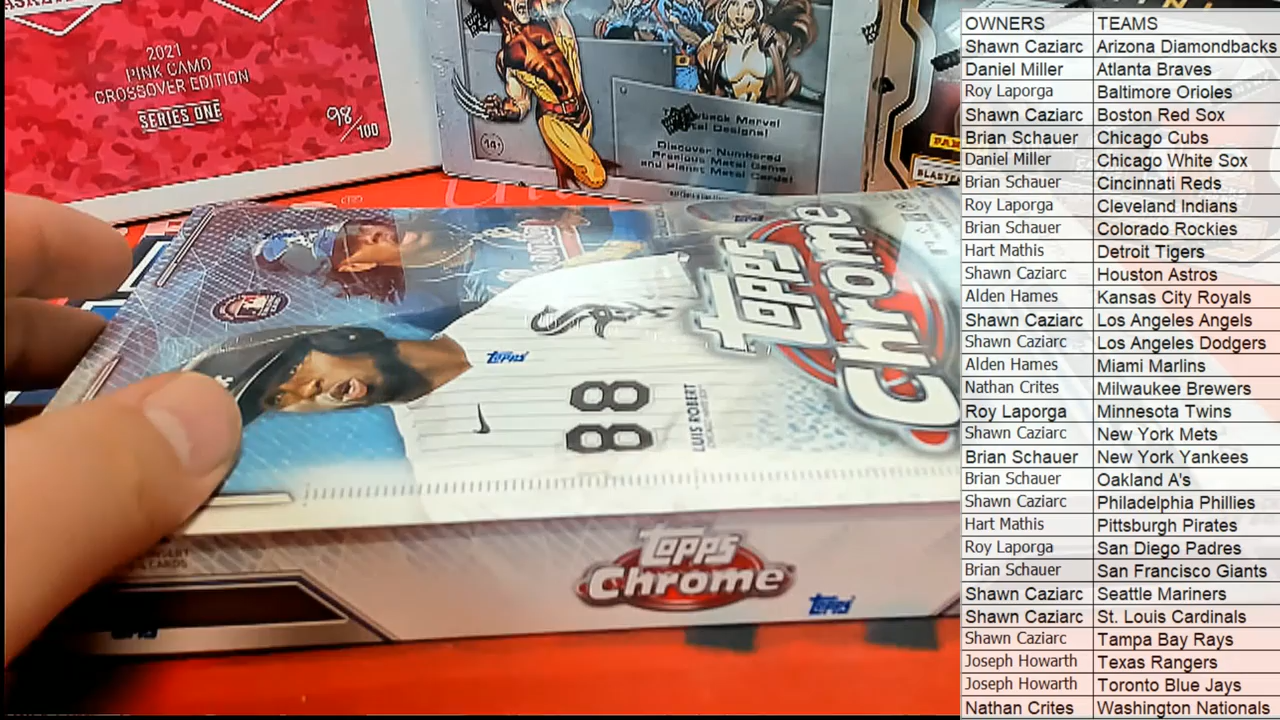 2021
PINK CAMO
CROSSOVER EDITION
SERIES ONE
98/100
Discover Numbered
Precious Metal Gems
and Planet Metal Cards!
Topps
Chrome
Topps
88
88
LUIS ROBERT
Topps
Chrome
Topps
OWNERS TEAMS
Shawn Caziarc Arizona Diamondbacks
Daniel Miller Atlanta Braves
Roy Laporga Baltimore Orioles
Shawn Caziarc Boston Red Sox
Brian Schauer Chicago Cubs
Daniel Miller Chicago White Sox
Brian Schauer Cincinnati Reds
Roy Laporga Cleveland Indians
Brian Schauer Colorado Rockies
Hart Mathis Detroit Tigers
Shawn Caziarc Houston Astros
Alden Hames Kansas City Royals
Shawn Caziarc Los Angeles Angels
Shawn Caziarc Los Angeles Dodgers
Alden Hames Miami Marlins
Nathan Crites Milwaukee Brewers
Roy Laporga Minnesota Twins
Shawn Caziarc New York Mets
Brian Schauer New York Yankees
Brian Schauer Oakland A's
Shawn Caziarc Philadelphia Phillies
Hart Mathis Pittsburgh Pirates
Roy Laporga San Diego Padres
Brian Schauer San Francisco Giants
Shawn Caziarc Seattle Mariners
Shawn Caziarc St. Louis Cardinals
Shawn Caziarc Tampa Bay Rays
Joseph Howarth Texas Rangers
Joseph Howarth Toronto Blue Jays
Nathan Crites Washington Nationals